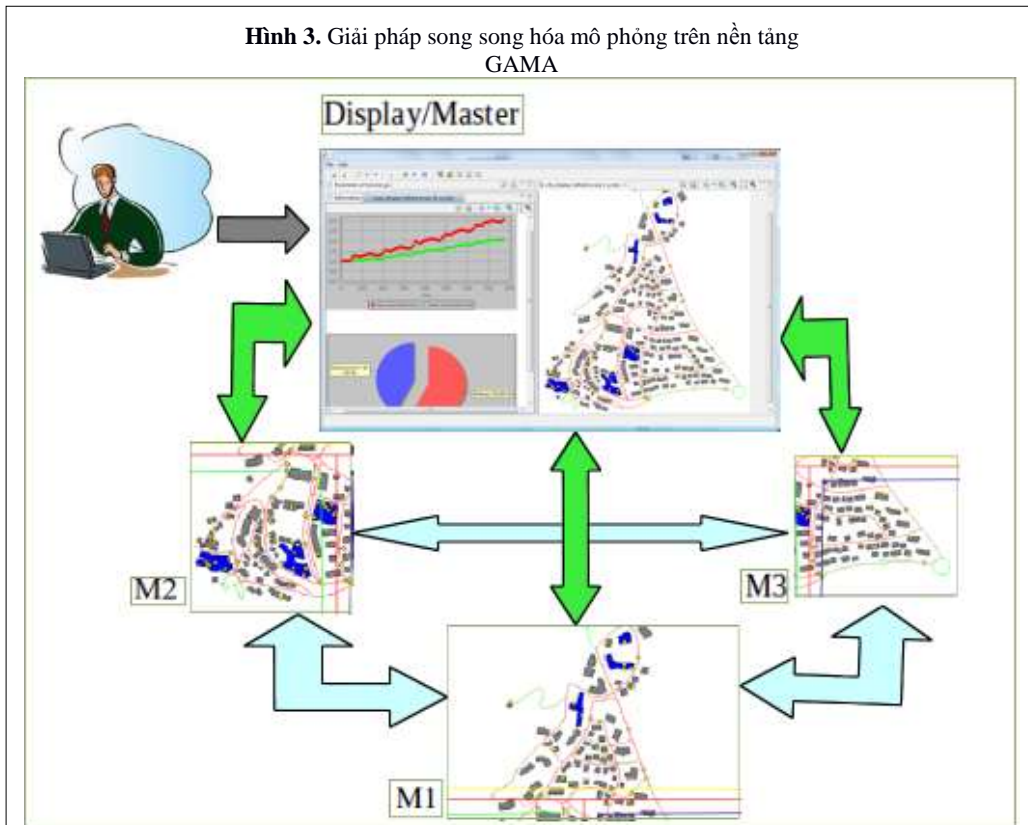 Hình 3. Giải pháp song song hóa mô phỏng trên nền tảng
GAMA
Display/Master
M2
M3
M1